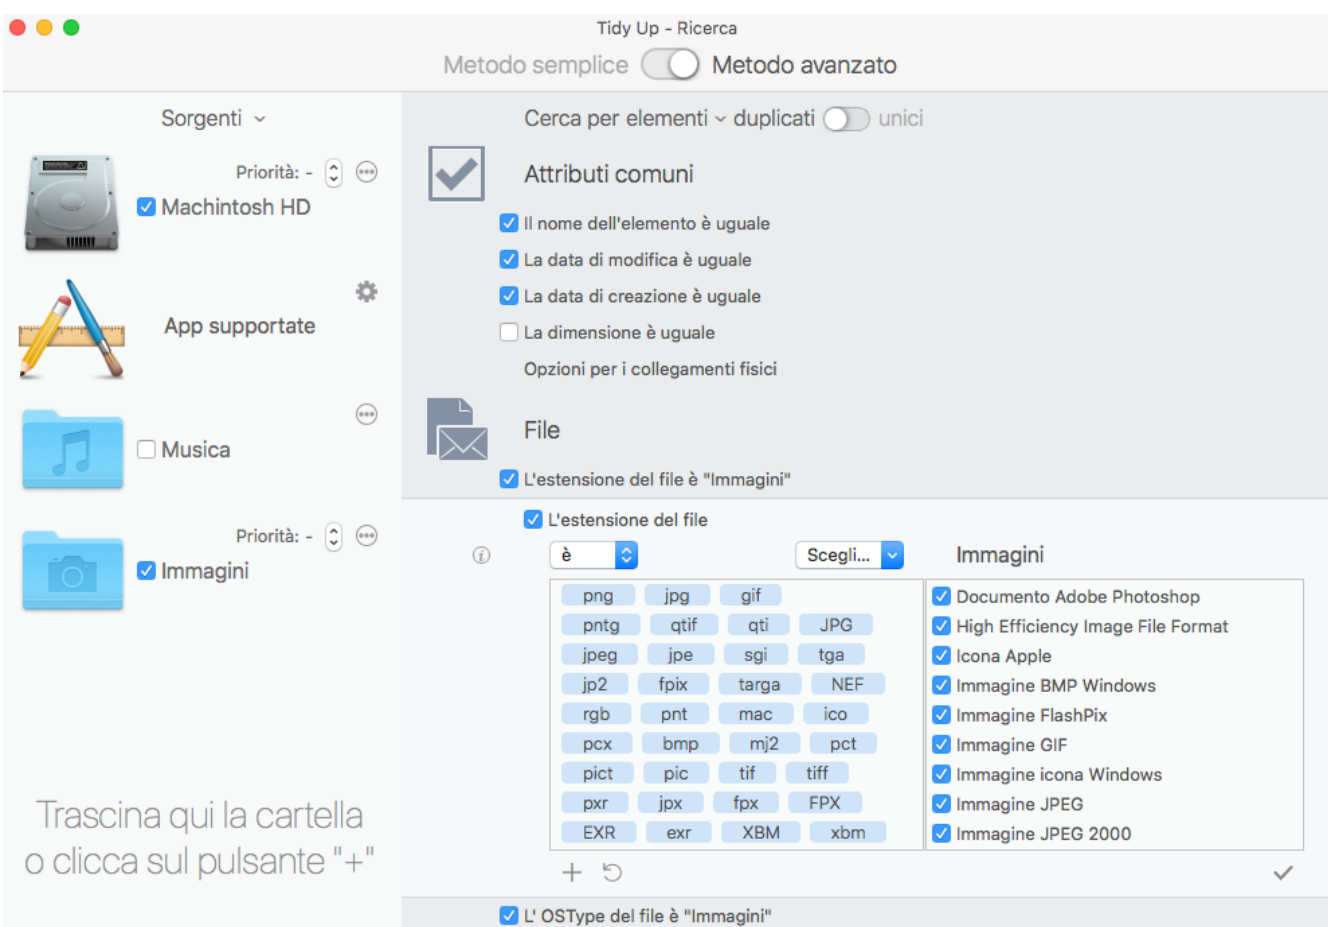 Tidy Up - Ricerca
Metodo semplice Metodo avanzato
Sorgenti
Priorità: -
Machintosh HD
App supportate
Musica
Priorità: -
Immagini
Trascina qui la cartella
o clicca sul pulsante "+"
Cerca per elementi duplicati unici
Attributi comuni
Il nome dell'elemento è uguale
La data di modifica è uguale
La data di creazione è uguale
La dimensione è uguale
Opzioni per i collegamenti fisici
File
L'estensione del file è "Immagini"
L'estensione del file
è Scegli... Immagini
png jpg gif
pntg qtif qti JPG
jpeg jpe sgi tga
jp2 fpix targa NEF
rgb pnt mac ico
pcx bmp mj2 pct
pict pic tif tiff
pxr jpx fpx FPX
EXR exr XBM xbm
Documento Adobe Photoshop
High Efficiency Image File Format
Icona Apple
Immagine BMP Windows
Immagine FlashPix
Immagine GIF
Immagine icona Windows
Immagine JPEG
Immagine JPEG 2000
L' OSType del file è "Immagini"